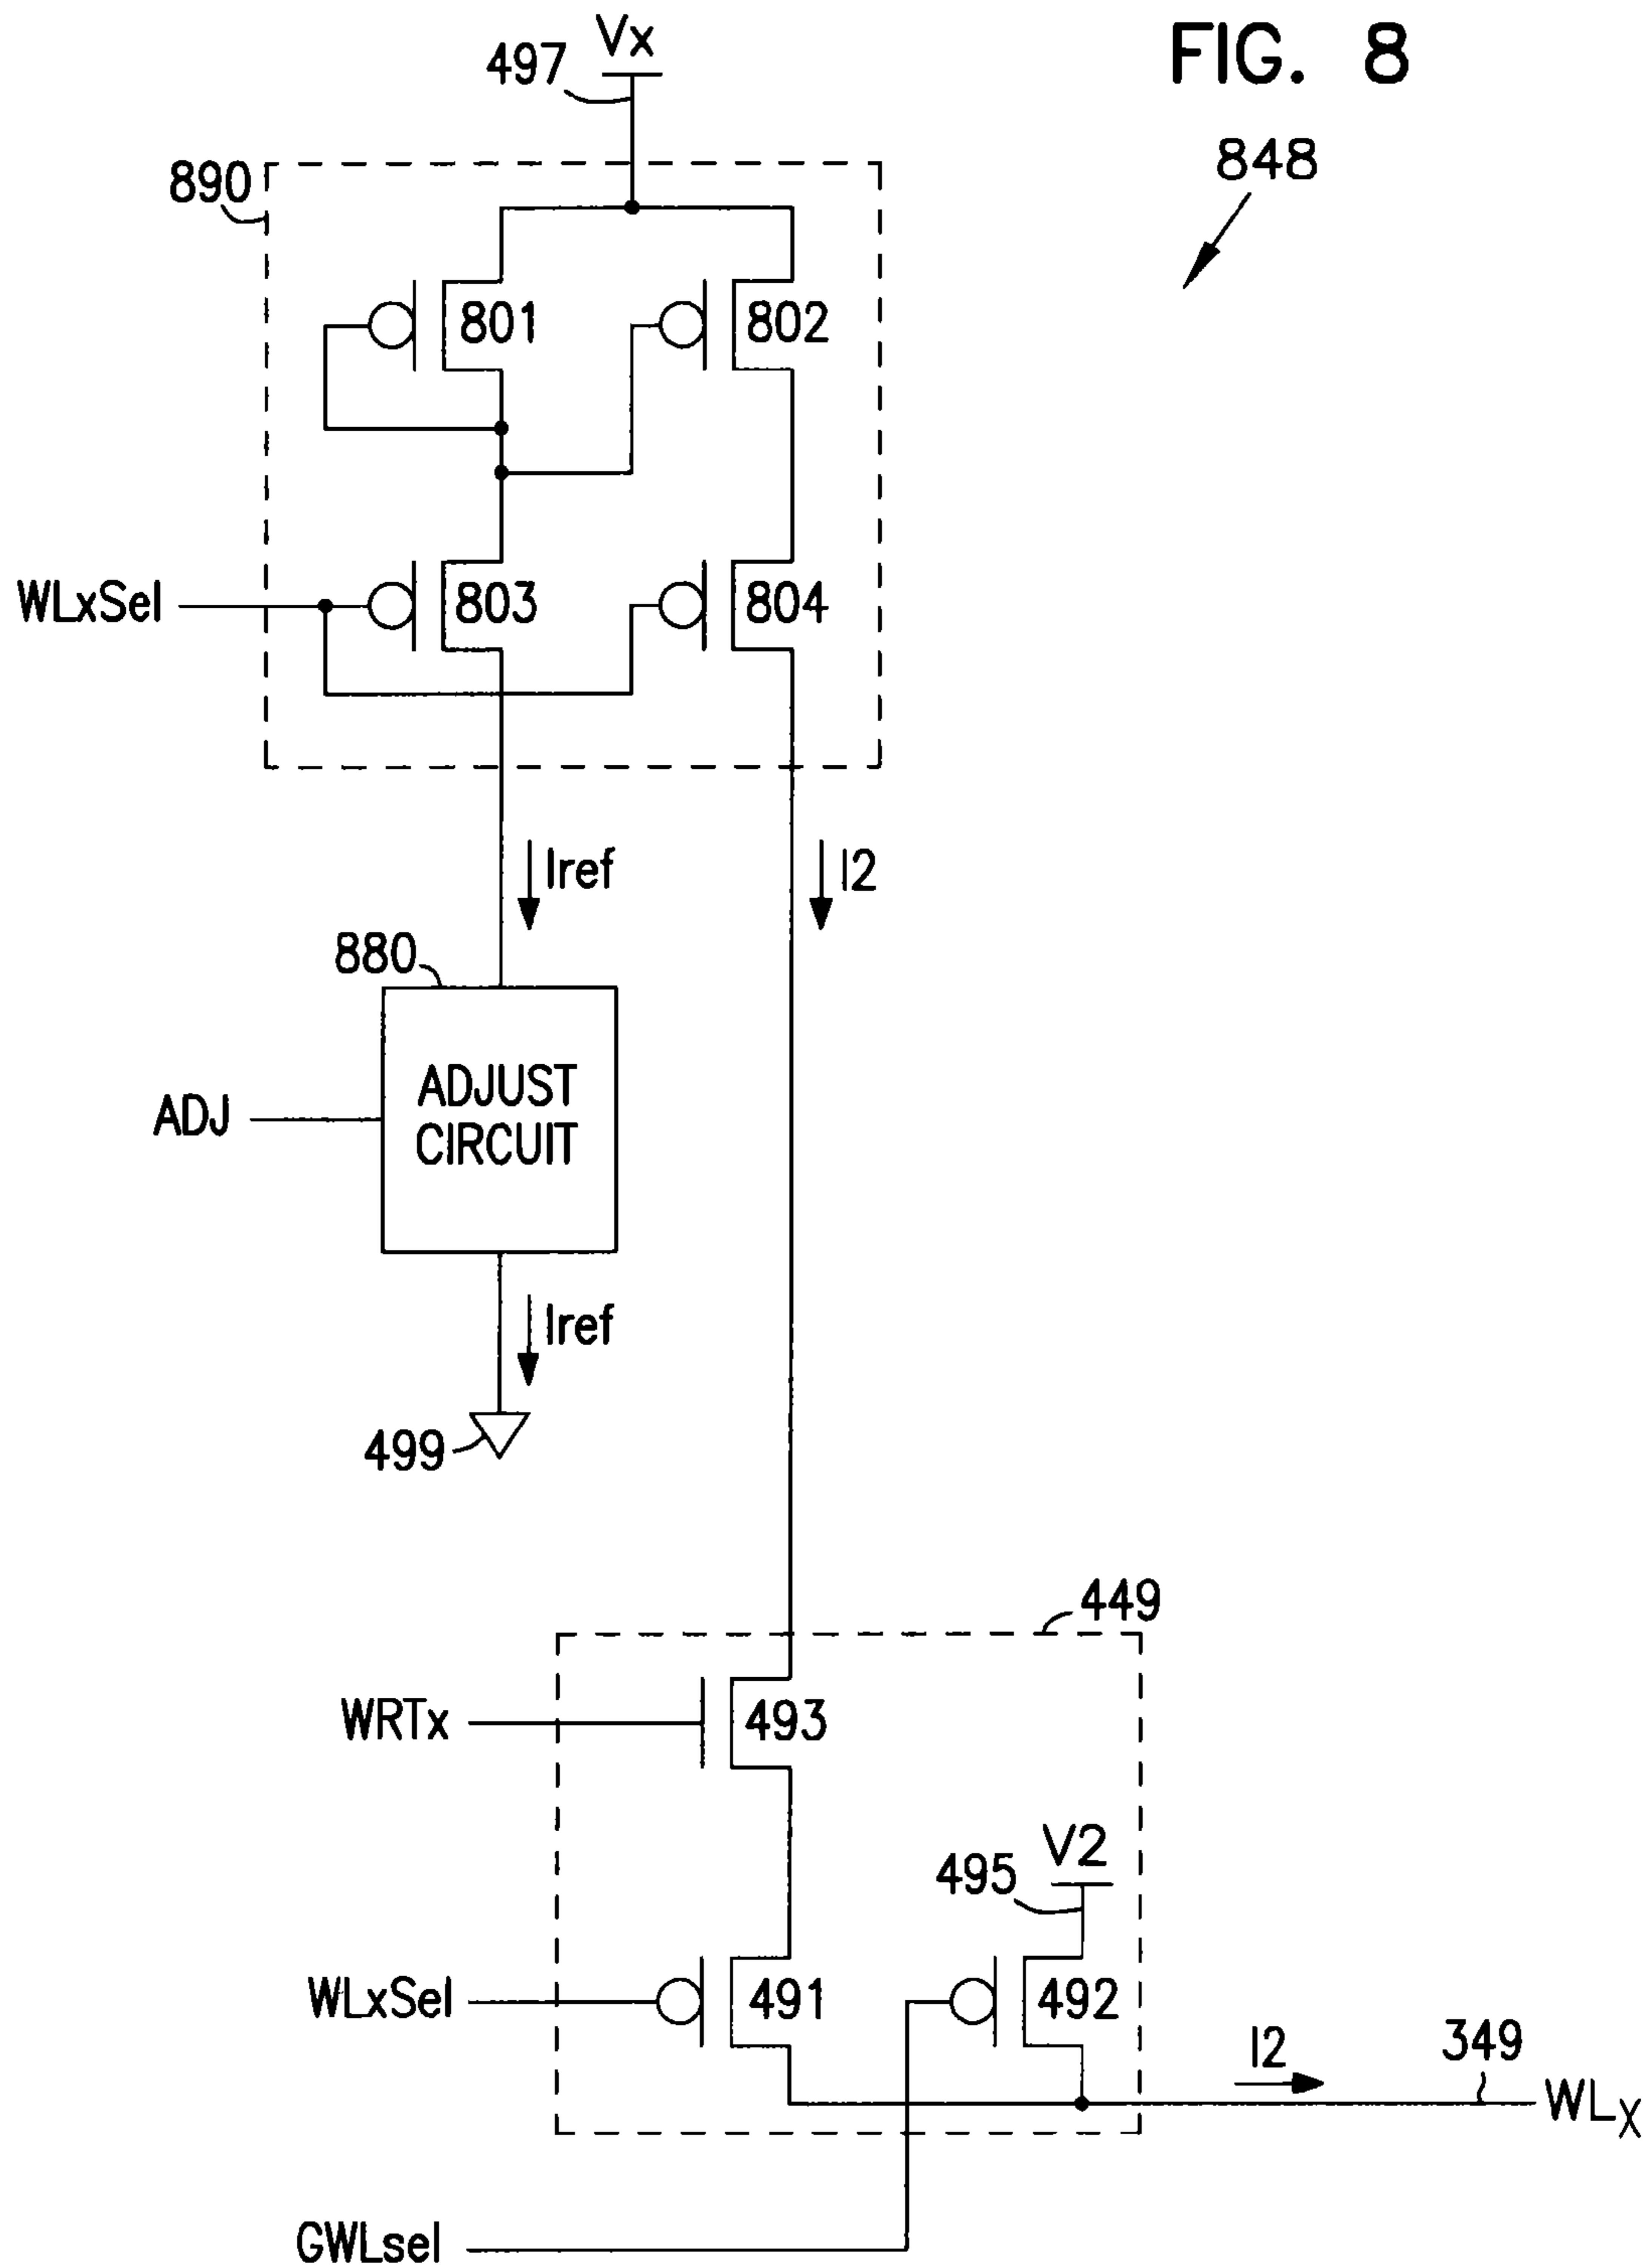 FIG. 8
Vx
497
848
890
801
802
WLxSel
803
804
Iref
I2
880
ADJUST
CIRCUIT
ADJ
Iref
499
449
WRTx
493
V2
495
WLxSel
491
492
I2
349
WLX
GWLsel